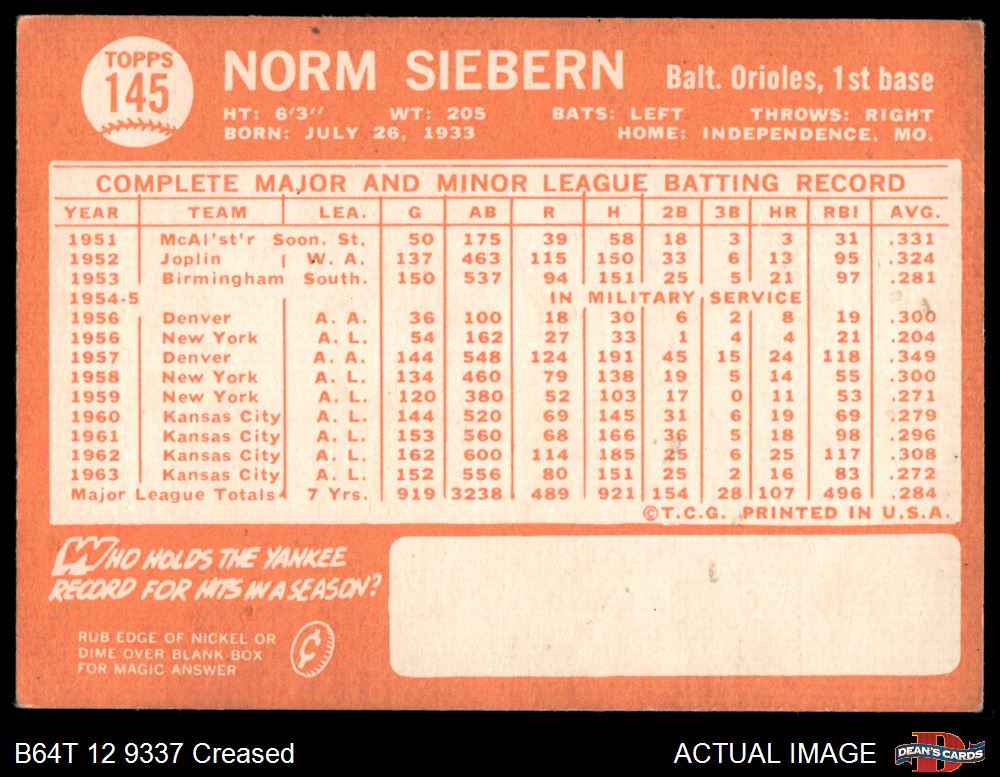 TOPPS
145
NORM SIEBERN Balt. Orioles, 1st base
HT: 6'3" WT: 205 BATS: LEFT THROWS: RIGHT
BORN: JULY 26, 1933 HOME: INDEPENDENCE, MO.
COMPLETE MAJOR AND MINOR LEAGUE BATTING RECORD
YEAR TEAM LEA. G AB R H 2B 3B HR RBI AVG.
1951 McAl'st'r Soon. St. 50 175 39 58 18 3 3 31 .331
1952 Joplin W. A. 137 463 115 150 33 6 13 95 .324
1953 Birmingham South. 150 537 94 151 25 5 21 97 .281
1954-5 IN MILITARY SERVICE
1956 Denver A. A. 36 100 18 30 6 2 8 19 .300
1956 New York A. L. 54 162 27 33 1 4 4 21 .204
1957 Denver A. A. 144 548 124 191 45 15 24 118 .349
1958 New York A. L. 134 460 79 138 19 5 14 55 .300
1959 New York A. L. 120 380 52 103 17 0 11 53 .271
1960 Kansas City A. L. 144 520 69 145 31 6 19 69 .279
1961 Kansas City A. L. 153 560 68 166 36 5 18 98 .296
1962 Kansas City A. L. 162 600 114 185 25 6 25 117 .308
1963 Kansas City A. L. 152 556 80 151 25 2 16 83 .272
Major League Totals 7 Yrs. 919 3238 489 921 154 28 107 496 .284
©T.C.G. PRINTED IN U.S.A.
WHO HOLDS THE YANKEE
RECORD FOR HITS IN A SEASON?
RUB EDGE OF NICKEL OR
DIME OVER BLANK BOX
FOR MAGIC ANSWER
¢
B64T 12 9337 Creased ACTUAL IMAGE
DEAN'S CARDS